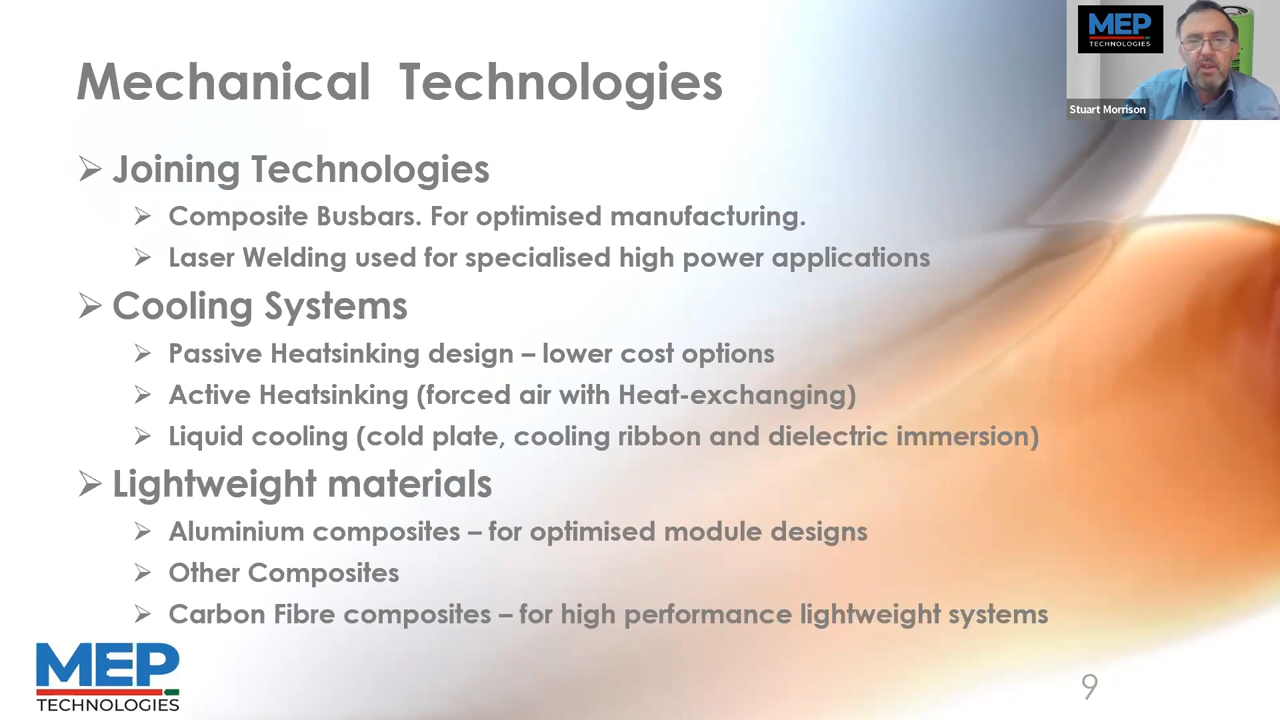 Mechanical Technologies
MEP
TECHNOLOGIES
Stuart Morrison
Joining Technologies
Composite Busbars. For optimised manufacturing.
Laser Welding used for specialised high power applications
Cooling Systems
Passive Heatsinking design – lower cost options
Active Heatsinking (forced air with Heat-exchanging)
Liquid cooling (cold plate, cooling ribbon and dielectric immersion)
Lightweight materials
Aluminium composites – for optimised module designs
Other Composites
Carbon Fibre composites – for high performance lightweight systems
MEP
TECHNOLOGIES
9